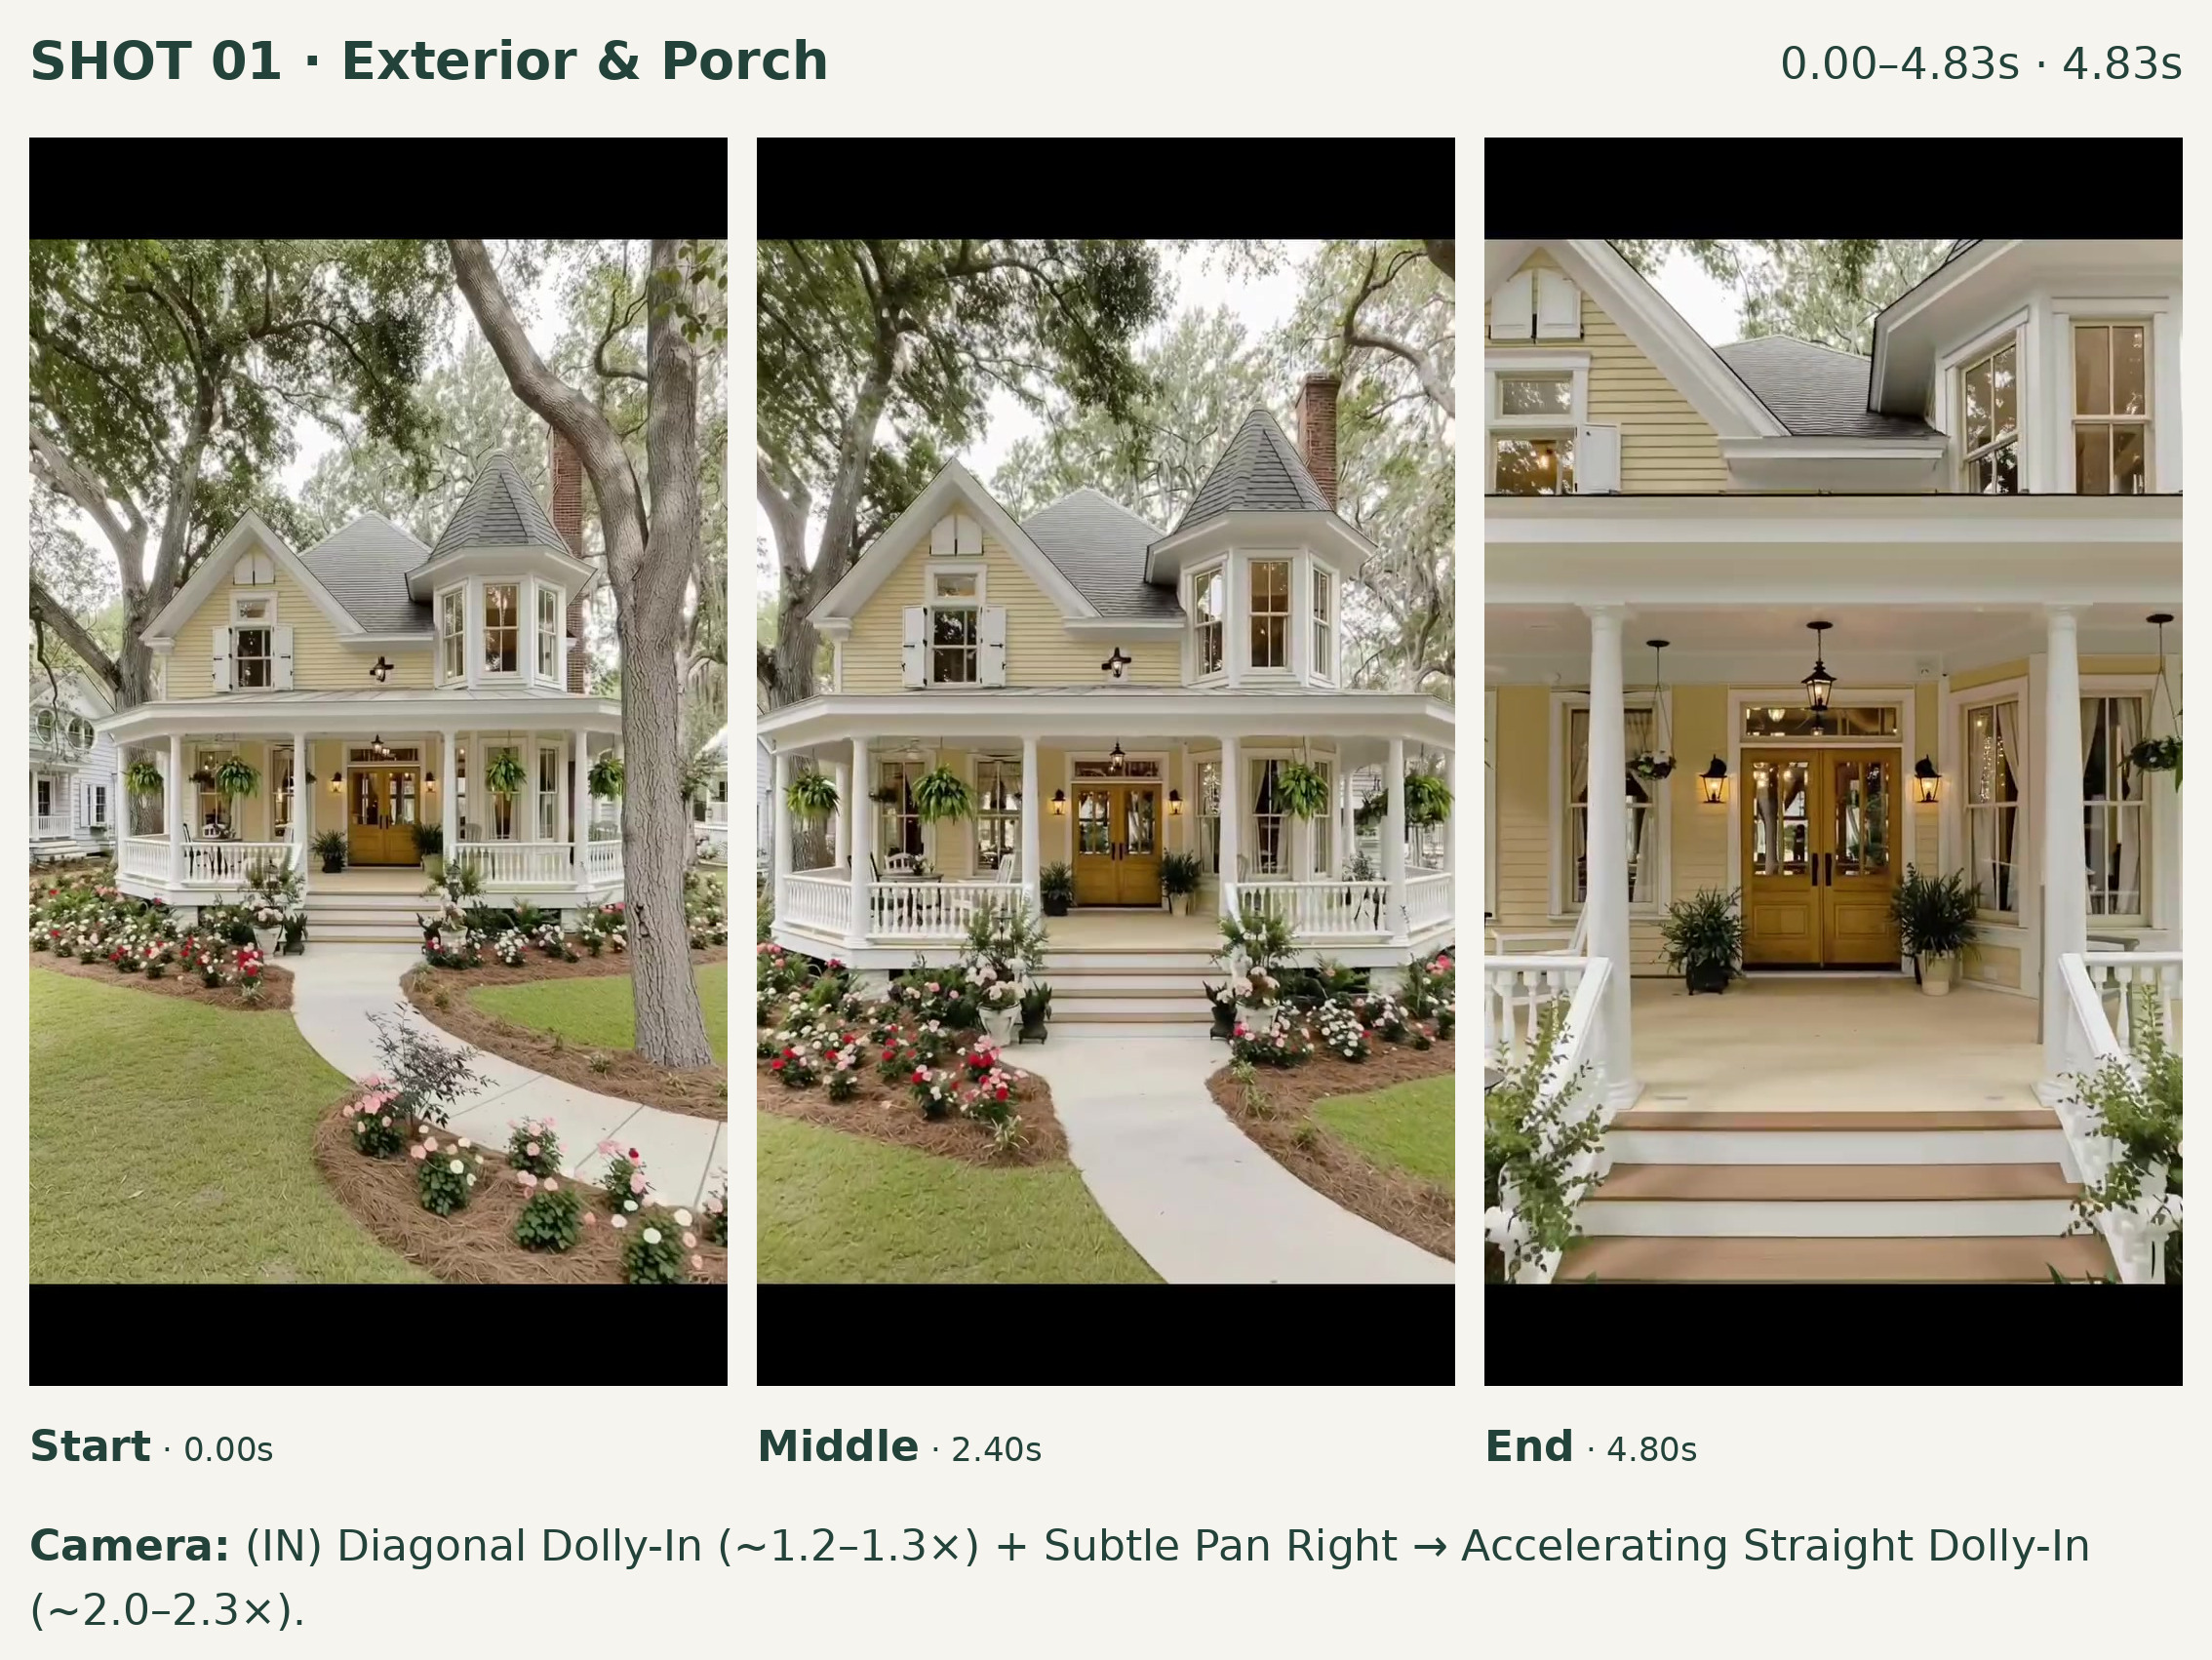 SHOT 01 · Exterior & Porch
0.00–4.83s · 4.83s
Start · 0.00s
Middle · 2.40s
End · 4.80s
Camera: (IN) Diagonal Dolly-In (~1.2–1.3×) + Subtle Pan Right → Accelerating Straight Dolly-In
(~2.0–2.3×).